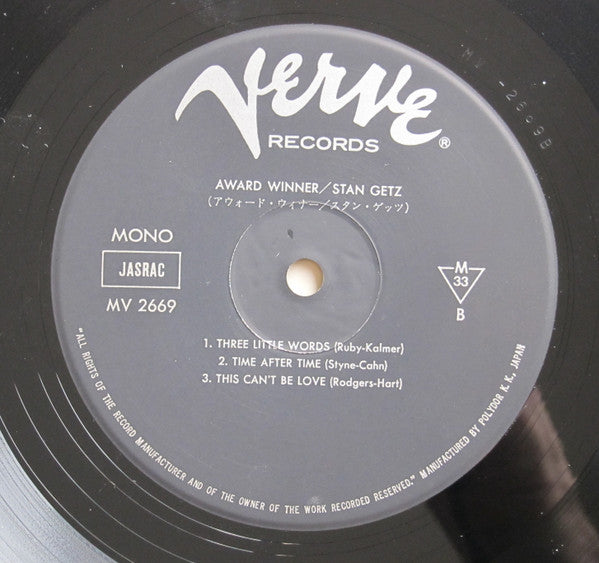 Verve
RECORDS ®
AWARD WINNER/STAN GETZ
(アウォード・ウィナー/スタン・ゲッツ)
MONO
JASRAC
MV 2669
M
33
B
1. THREE LITTLE WORDS (Ruby-Kalmer)
2. TIME AFTER TIME (Styne-Cahn)
3. THIS CAN'T BE LOVE (Rodgers-Hart)
"ALL RIGHTS OF THE RECORD MANUFACTURER AND OF THE OWNER OF THE WORK RECORDED RESERVED." MANUFACTURED BY POLYDOR K. K., JAPAN